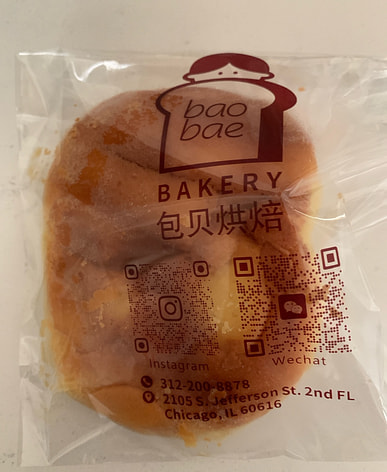 bao
bae
BAKERY
包贝烘焙
Instagram Wechat
312-200-8878
2105 S. Jefferson St. 2nd FL
Chicago, IL 60616